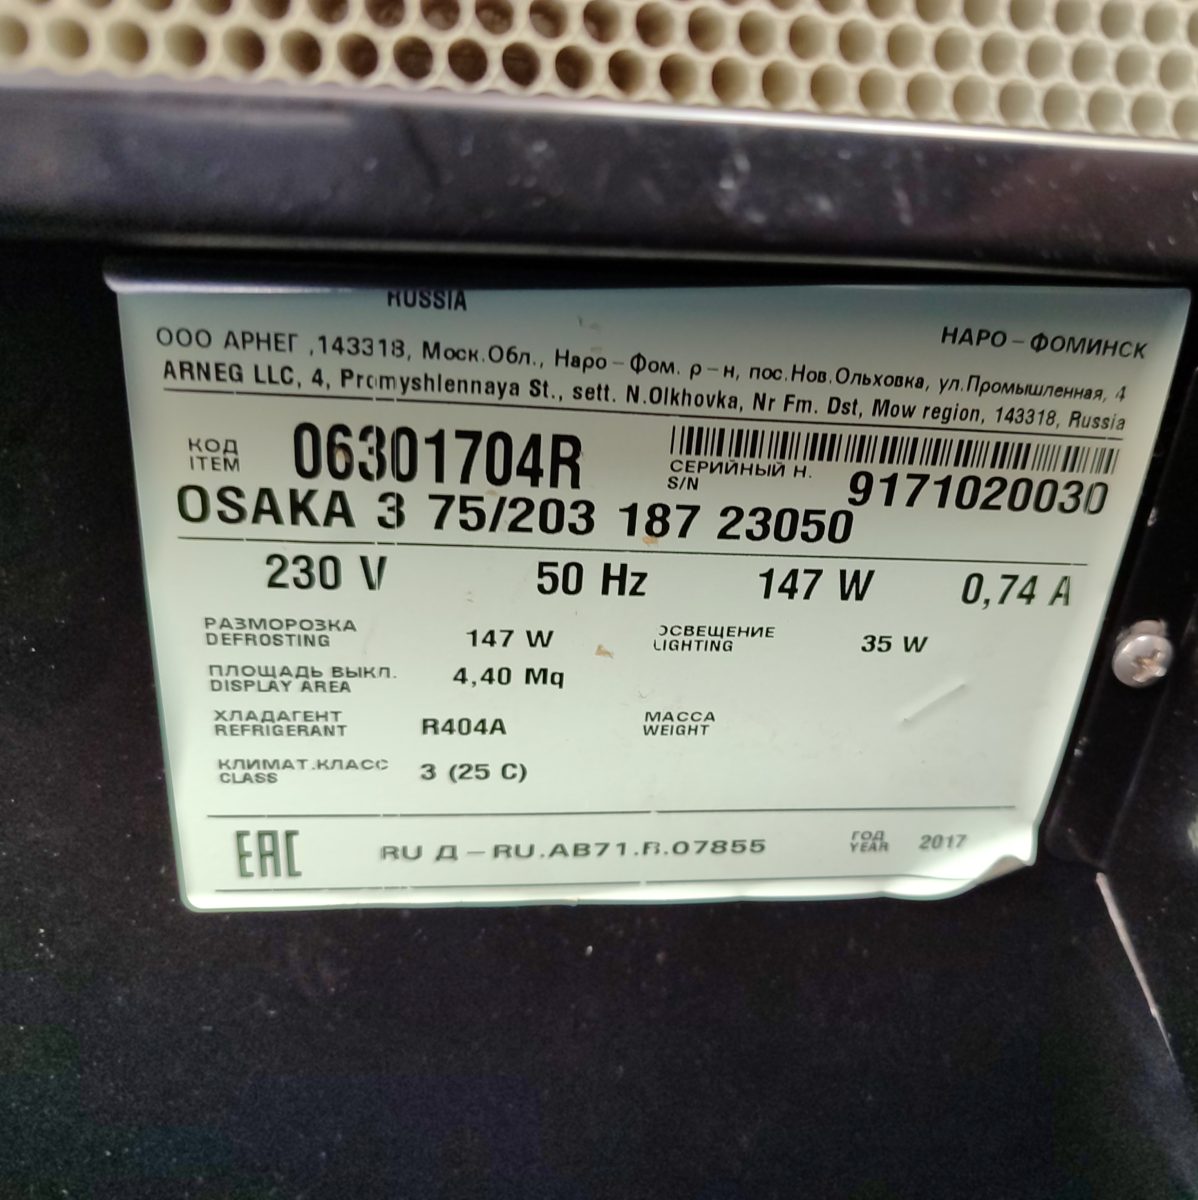 RUSSIA
НАРО – ФОМИНСК
ООО АРНЕГ ,143318, Моск.Обл., Наро – Фом. р – н, пос.Нов.Ольховка, ул.Промышленная, 4
ARNEG LLC, 4, Promyshlennaya St., sett. N.Olkhovka, Nr Fm. Dst, Mow region, 143318, Russia
КОД
ITEM
06301704R
СЕРИЙНЫЙ Н.
S/N
9171020030
OSAKA 3 75/203 187 23050
230 V 50 Hz 147 W 0,74 A
РАЗМОРОЗКА
DEFROSTING
147 W
ОСВЕЩЕНИЕ
LIGHTING
35 W
ПЛОЩАДЬ ВЫКЛ.
DISPLAY AREA
4,40 Mq
ХЛАДАГЕНТ
REFRIGERANT
R404A
МАССА
WEIGHT
КЛИМАТ.КЛАСС
CLASS
3 (25 C)
ЕАС
RU Д – RU.АВ71.В.07855
ГОД
YEAR
2017